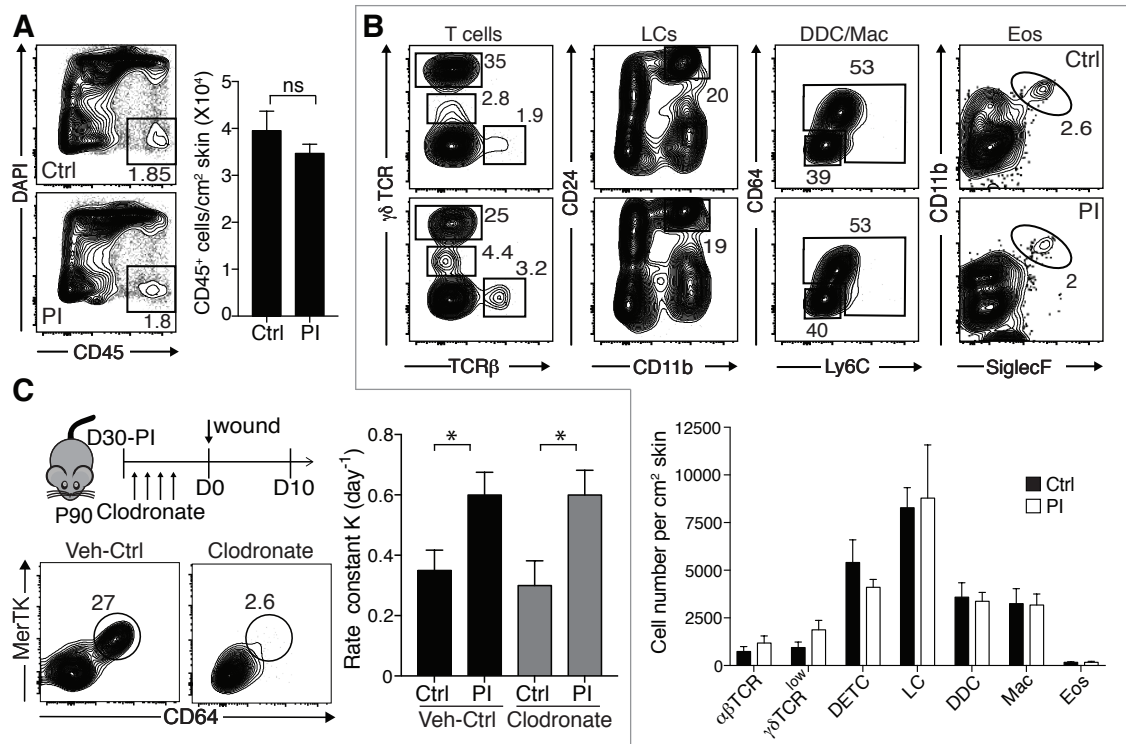 A
DAPI
Ctrl
1.85
PI
1.8
CD45
CD45⁺ cells/cm² skin (X10⁴)
5
4
3
2
1
0
ns
Ctrl
PI
B
T cells
LCs
DDC/Mac
Eos
35
2.8
1.9
20
53
39
Ctrl
2.6
25
4.4
3.2
19
53
40
PI
2
γδ TCR
CD24
CD64
CD11b
TCRβ
CD11b
Ly6C
SiglecF
C
D30-PI
wound
D0
D10
P90
Clodronate
Veh-Ctrl
Clodronate
27
2.6
MerTK
CD64
Rate constant K (day⁻¹)
0.8
0.6
0.4
0.2
0
*
*
Ctrl
PI
Ctrl
PI
Veh-Ctrl
Clodronate
Cell number per cm² skin
12500
10000
7500
5000
2500
0
Ctrl
PI
αβTCR
γδTCRˡᵒʷ
DETC
LC
DDC
Mac
Eos